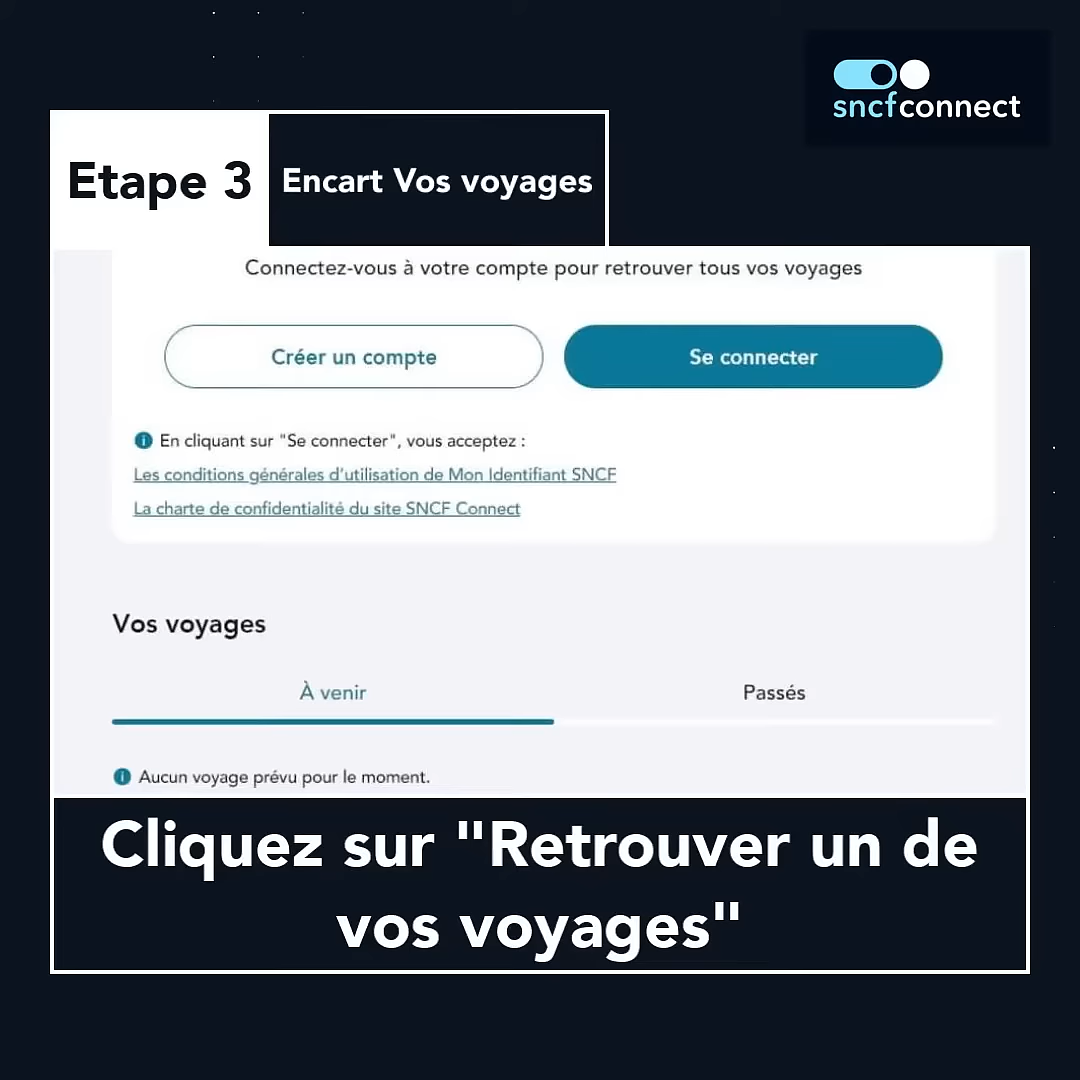 sncfconnect
Etape 3
Encart Vos voyages
Connectez-vous à votre compte pour retrouver tous vos voyages
Créer un compte
Se connecter
En cliquant sur "Se connecter", vous acceptez :
Les conditions générales d'utilisation de Mon Identifiant SNCF
La charte de confidentialité du site SNCF Connect
Vos voyages
À venir
Passés
Aucun voyage prévu pour le moment.
Cliquez sur "Retrouver un de
vos voyages"